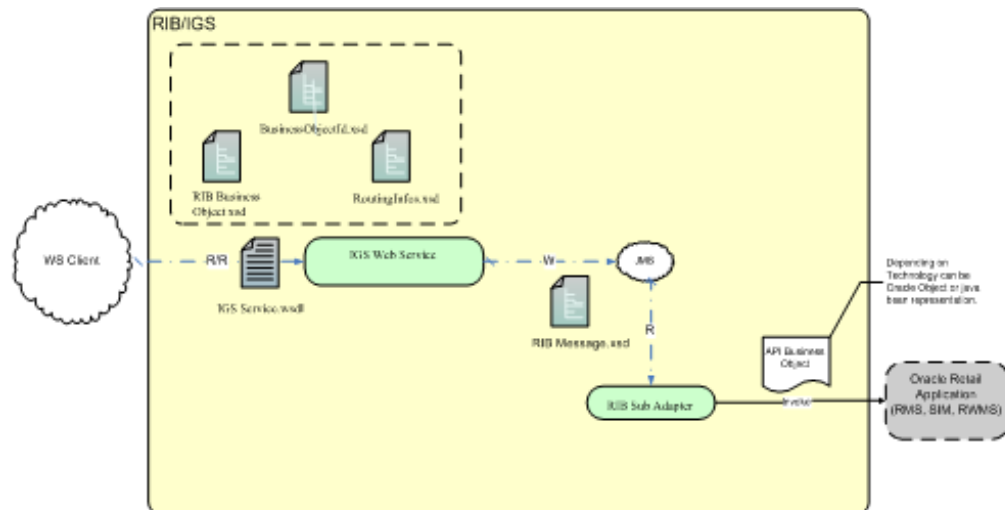 RIB/IGS
BusinessObjectId.xsd
RIB Business
Object.xsd
RoutingInfos.xsd
WS Client
R/R
IGS Service.wsdl
IGS Web Service
W
JMS
RIB Message.xsd
R
RIB Sub Adapter
API Business
Object
Invoke
Depending on
Technology can be
Oracle Object or java
bean representation.
Oracle Retail
Application
(RMS, SIM, RWMS)